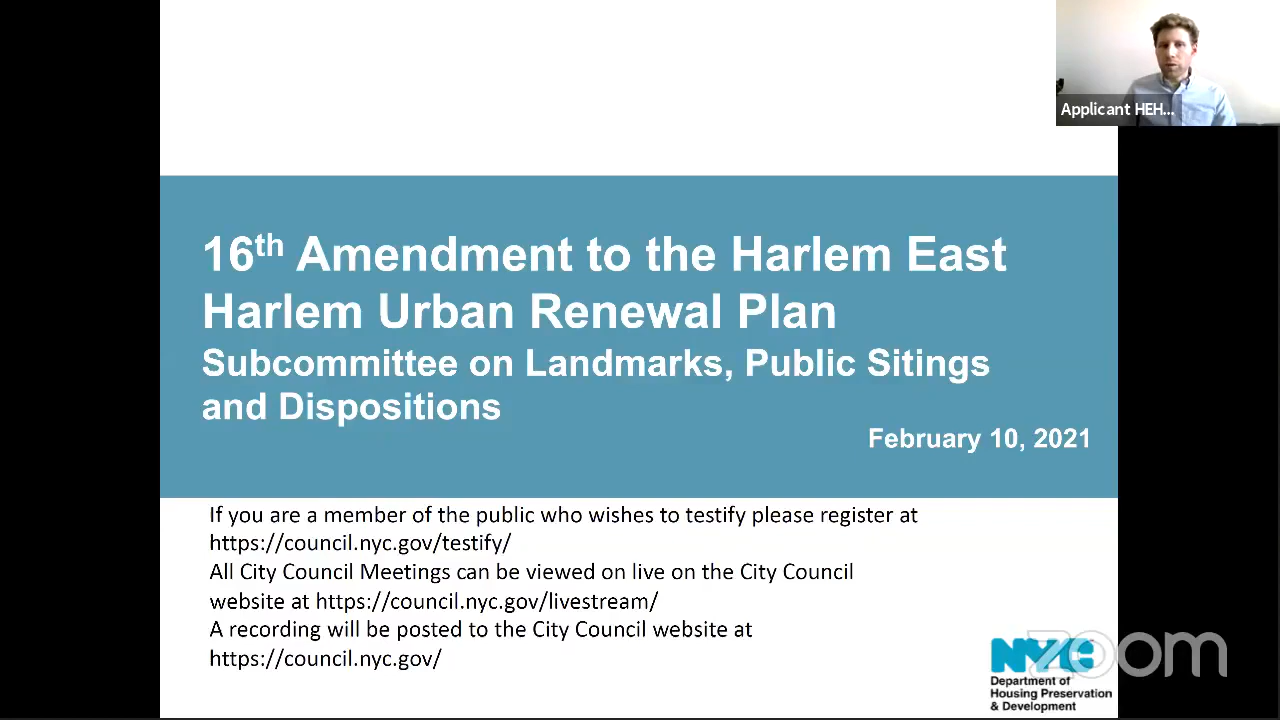 Applicant HEH...
16th Amendment to the Harlem East
Harlem Urban Renewal Plan
Subcommittee on Landmarks, Public Sitings
and Dispositions
February 10, 2021
If you are a member of the public who wishes to testify please register at
https://council.nyc.gov/testify/
All City Council Meetings can be viewed on live on the City Council
website at https://council.nyc.gov/livestream/
A recording will be posted to the City Council website at
https://council.nyc.gov/
NYC
zoom
Department of
Housing Preservation
& Development